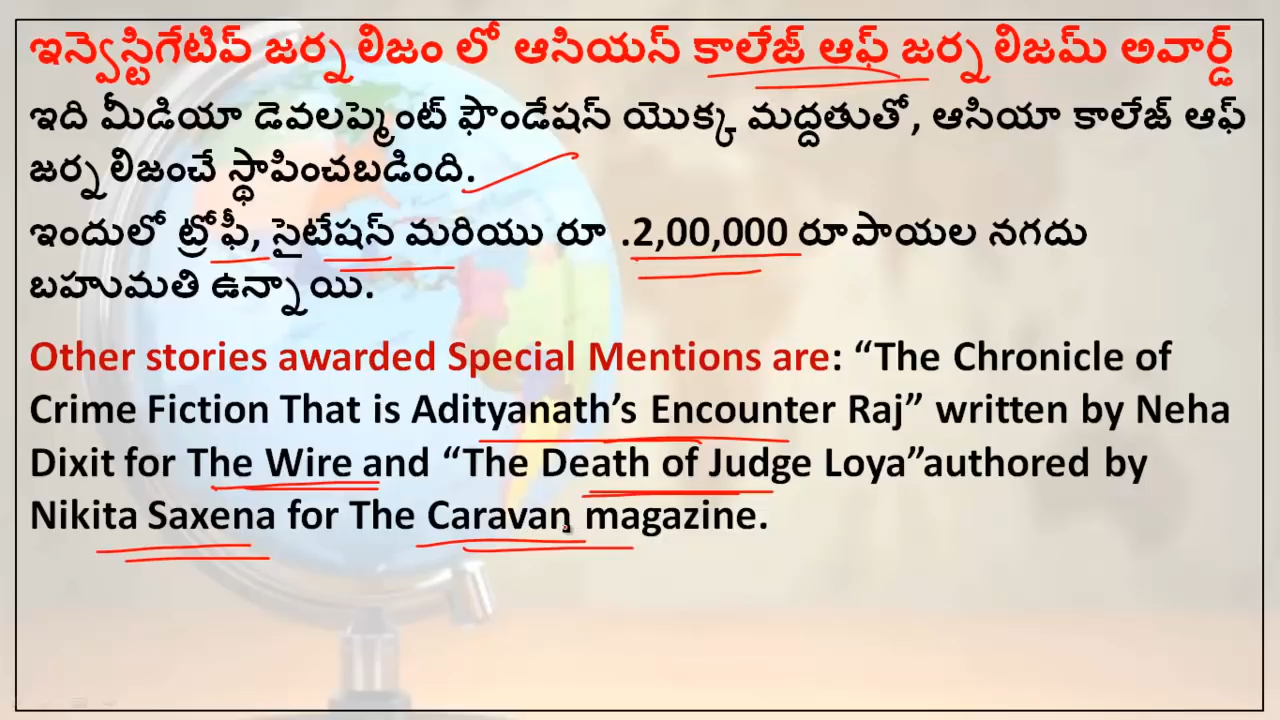 ఇన్వెస్టిగేటివ్ జర్నలిజం లో ఆసియన్ కాలేజ్ ఆఫ్ జర్నలిజమ్ అవార్డ్
ఇది మీడియా డెవలప్మెంట్ ఫౌండేషన్ యొక్క మద్దతుతో, ఆసియా కాలేజ్ ఆఫ్
జర్నలిజంచే స్థాపించబడింది.
ఇందులో ట్రోఫీ, సైటేషన్ మరియు రూ .2,00,000 రూపాయల నగదు
బహుమతి ఉన్నాయి.
Other stories awarded Special Mentions are: “The Chronicle of
Crime Fiction That is Adityanath’s Encounter Raj” written by Neha
Dixit for The Wire and “The Death of Judge Loya”authored by
Nikita Saxena for The Caravan magazine.